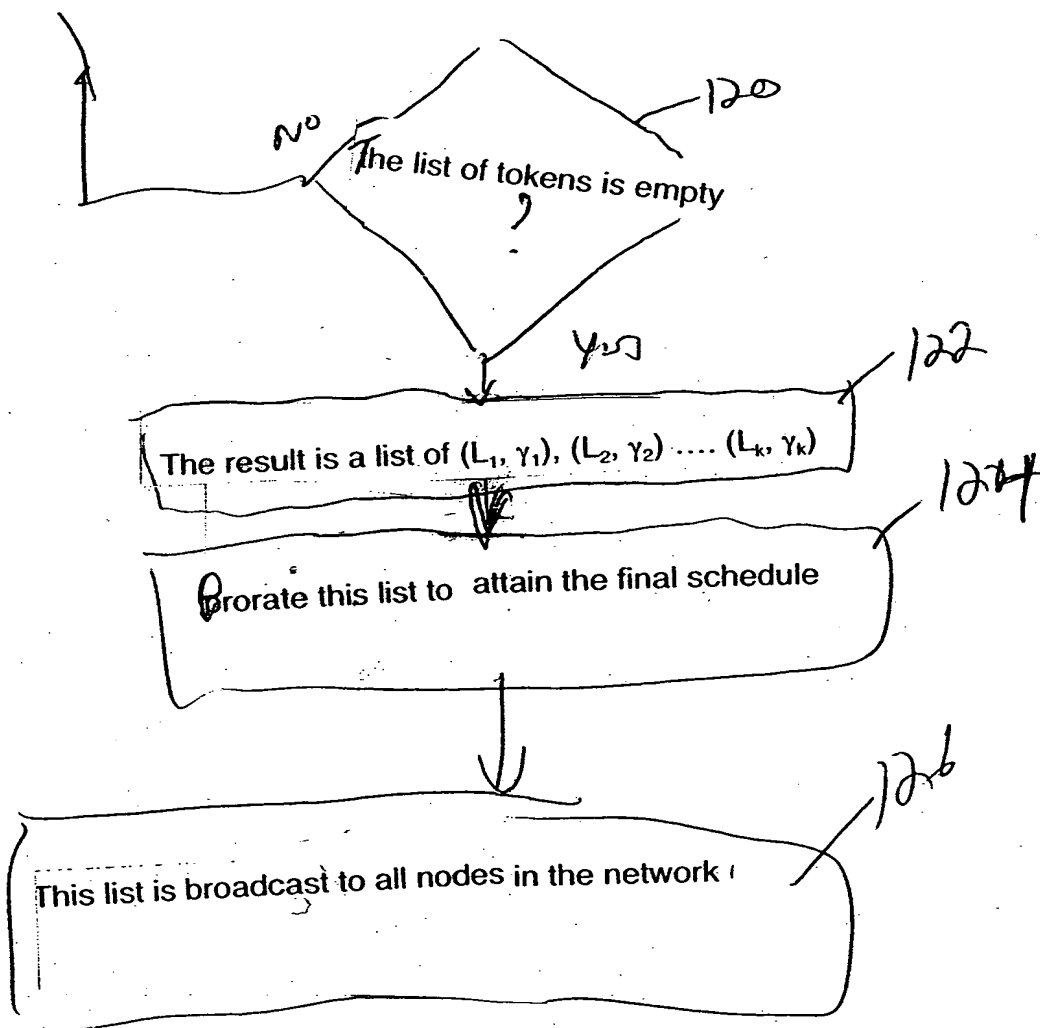 120
No
The list of tokens is empty
?
Yes
122
The result is a list of (L₁, γ₁), (L₂, γ₂) .... (Lₖ, γₖ)
124
Prorate this list to attain the final schedule
126
This list is broadcast to all nodes in the network